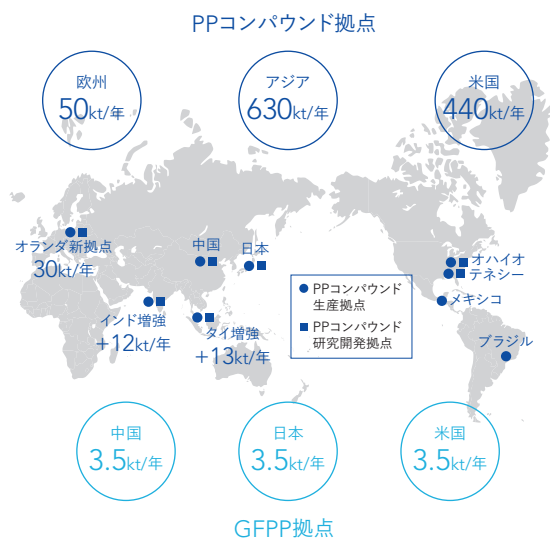 PPコンパウンド拠点
欧州
50kt/年
アジア
630kt/年
米国
440kt/年
オランダ新拠点
30kt/年
中国
日本
インド増強
+12kt/年
タイ増強
+13kt/年
オハイオ
テネシー
メキシコ
ブラジル
PPコンパウンド
生産拠点
PPコンパウンド
研究開発拠点
中国
3.5kt/年
日本
3.5kt/年
米国
3.5kt/年
GFPP拠点